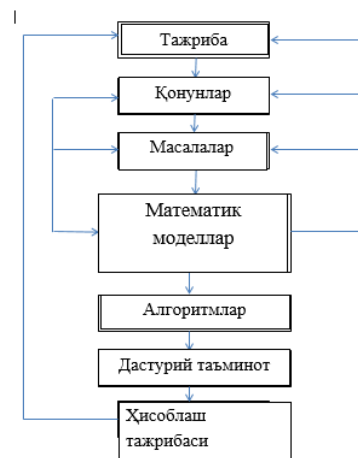 Тажриба
Қонунлар
Масалалар
Математик
моделлар
Алгоритмлар
Дастурий таъминот
Ҳисоблаш
тажрибаси